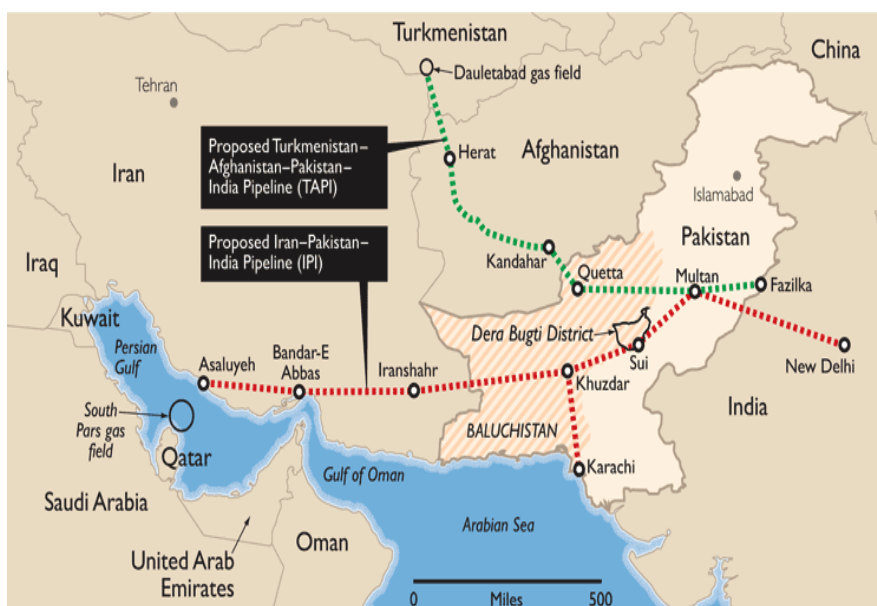 Turkmenistan
China
Dauletabad gas field
Tehran
Proposed Turkmenistan–
Afghanistan–Pakistan–
India Pipeline (TAPI)
Herat
Afghanistan
Iran
Islamabad
Proposed Iran–Pakistan–
India Pipeline (IPI)
Pakistan
Iraq
Kandahar
Quetta
Multan
Fazilka
Kuwait
Dera Bugti District
Persian
Gulf
Asaluyeh
Bandar-E
Abbas
Iranshahr
Sui
New Delhi
Khuzdar
South
Pars gas
field
India
BALUCHISTAN
Qatar
Gulf of Oman
Karachi
Saudi Arabia
Arabian Sea
United Arab
Emirates
Oman
0
Miles
500